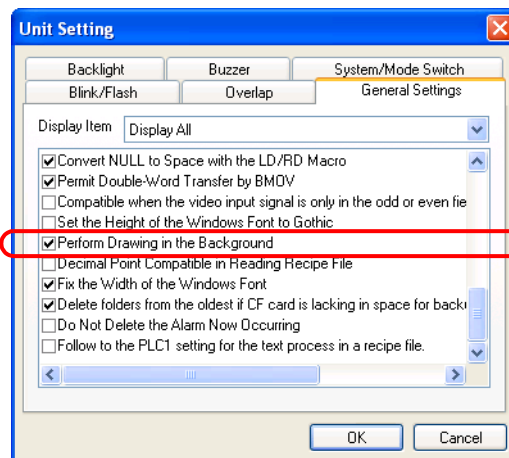 Unit Setting
Backlight
Buzzer
System/Mode Switch
Blink/Flash
Overlap
General Settings
Display Item
Display All
Convert NULL to Space with the LD/RD Macro
Permit Double-Word Transfer by BMOV
Compatible when the video input signal is only in the odd or even fie
Set the Height of the Windows Font to Gothic
Perform Drawing in the Background
Decimal Point Compatible in Reading Recipe File
Fix the Width of the Windows Font
Delete folders from the oldest if CF card is lacking in space for back
Do Not Delete the Alarm Now Occurring
Follow to the PLC1 setting for the text process in a recipe file.
OK
Cancel